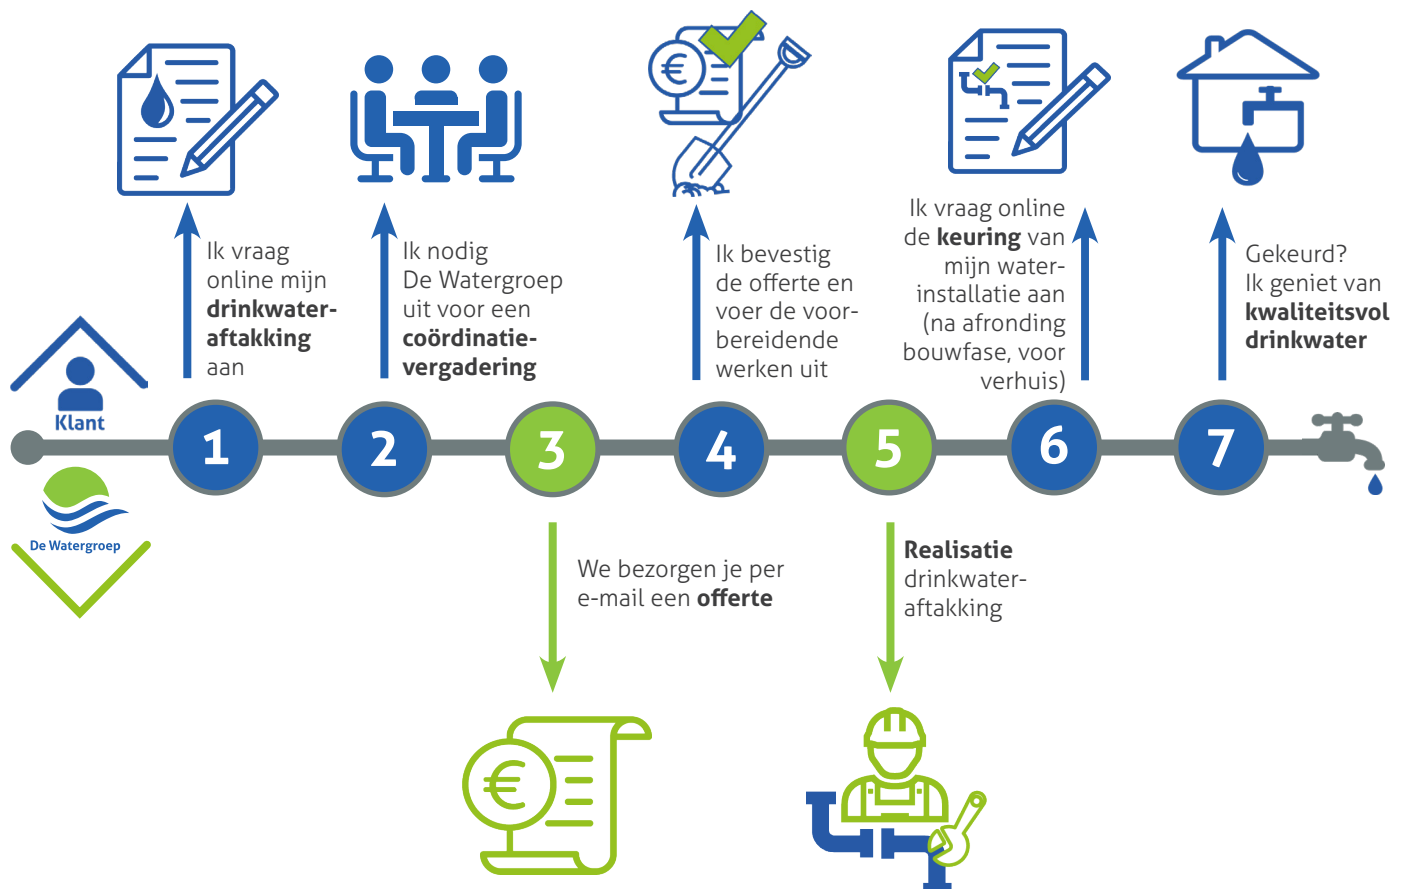 Ik vraag
online mijn
drinkwater-
aftakking
aan
Ik nodig
De Watergroep
uit voor een
coördinatie-
vergadering
€
Ik bevestig
de offerte en
voer de voor-
bereidende
werken uit
Ik vraag online
de keuring van
mijn water-
installatie aan
(na afronding
bouwfase, voor
verhuis)
Gekeurd?
Ik geniet van
kwaliteitsvol
drinkwater
Klant
1
2
3
4
5
6
7
De Watergroep
We bezorgen je per
e-mail een offerte
€
Realisatie
drinkwater-
aftakking